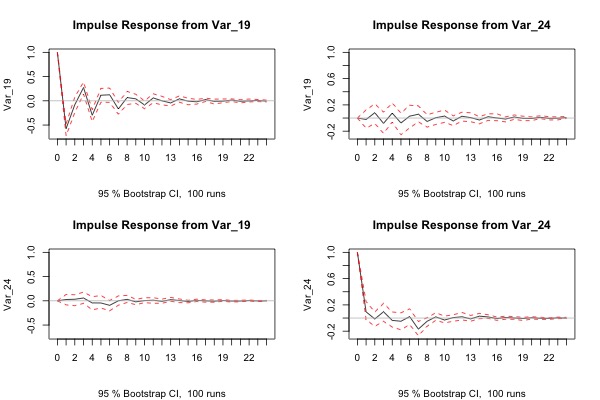 Impulse Response from Var_19
Var_19
1.0
0.5
0.0
-0.5
0 2 4 6 8 10 13 16 19 22
95 % Bootstrap CI, 100 runs
Impulse Response from Var_24
Var_19
1.0
0.6
0.2
-0.2
0 2 4 6 8 10 13 16 19 22
95 % Bootstrap CI, 100 runs
Impulse Response from Var_19
Var_24
1.0
0.5
0.0
-0.5
0 2 4 6 8 10 13 16 19 22
95 % Bootstrap CI, 100 runs
Impulse Response from Var_24
Var_24
1.0
0.6
0.2
-0.2
0 2 4 6 8 10 13 16 19 22
95 % Bootstrap CI, 100 runs